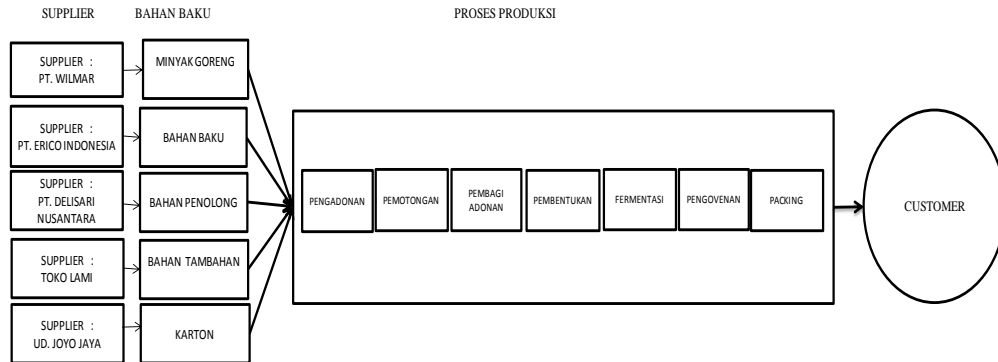 SUPPLIER
BAHAN BAKU
PROSES PRODUKSI
SUPPLIER :
PT. WILMAR
MINYAK GORENG
SUPPLIER :
PT. ERICO INDONESIA
BAHAN BAKU
SUPPLIER :
PT. DELISARI
NUSANTARA
BAHAN PENOLONG
SUPPLIER :
TOKO LAMI
BAHAN TAMBAHAN
SUPPLIER :
UD. JOYO JAYA
KARTON
PENGADONAN
PEMOTONGAN
PEMBAGI
ADONAN
PEMBENTUKAN
FERMENTASI
PENGOVENAN
PACKING
CUSTOMER